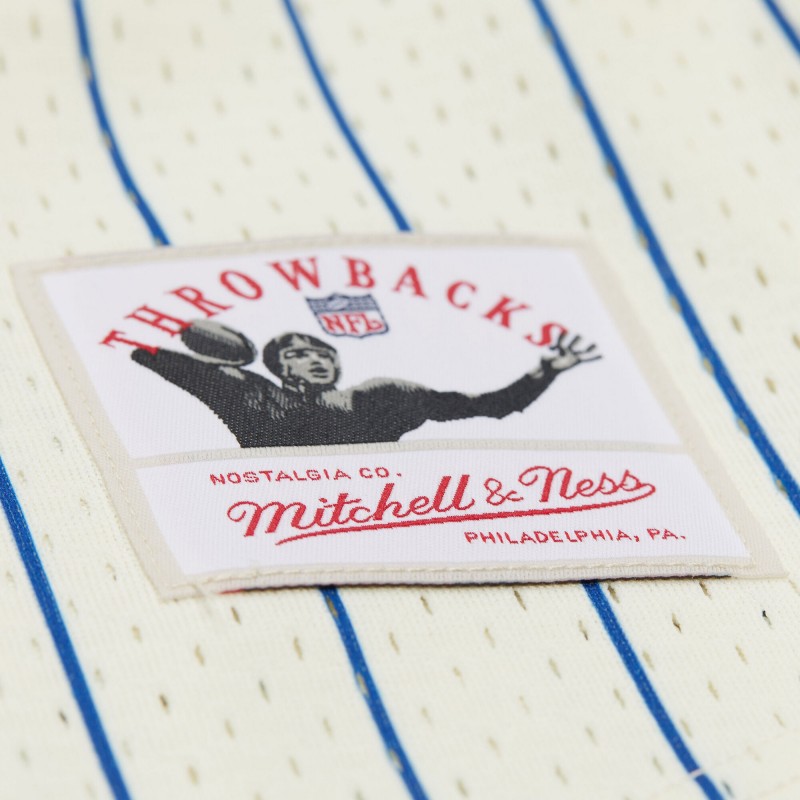 THROWBACKS
NFL
NOSTALGIA CO.
Mitchell & Ness
PHILADELPHIA, PA.